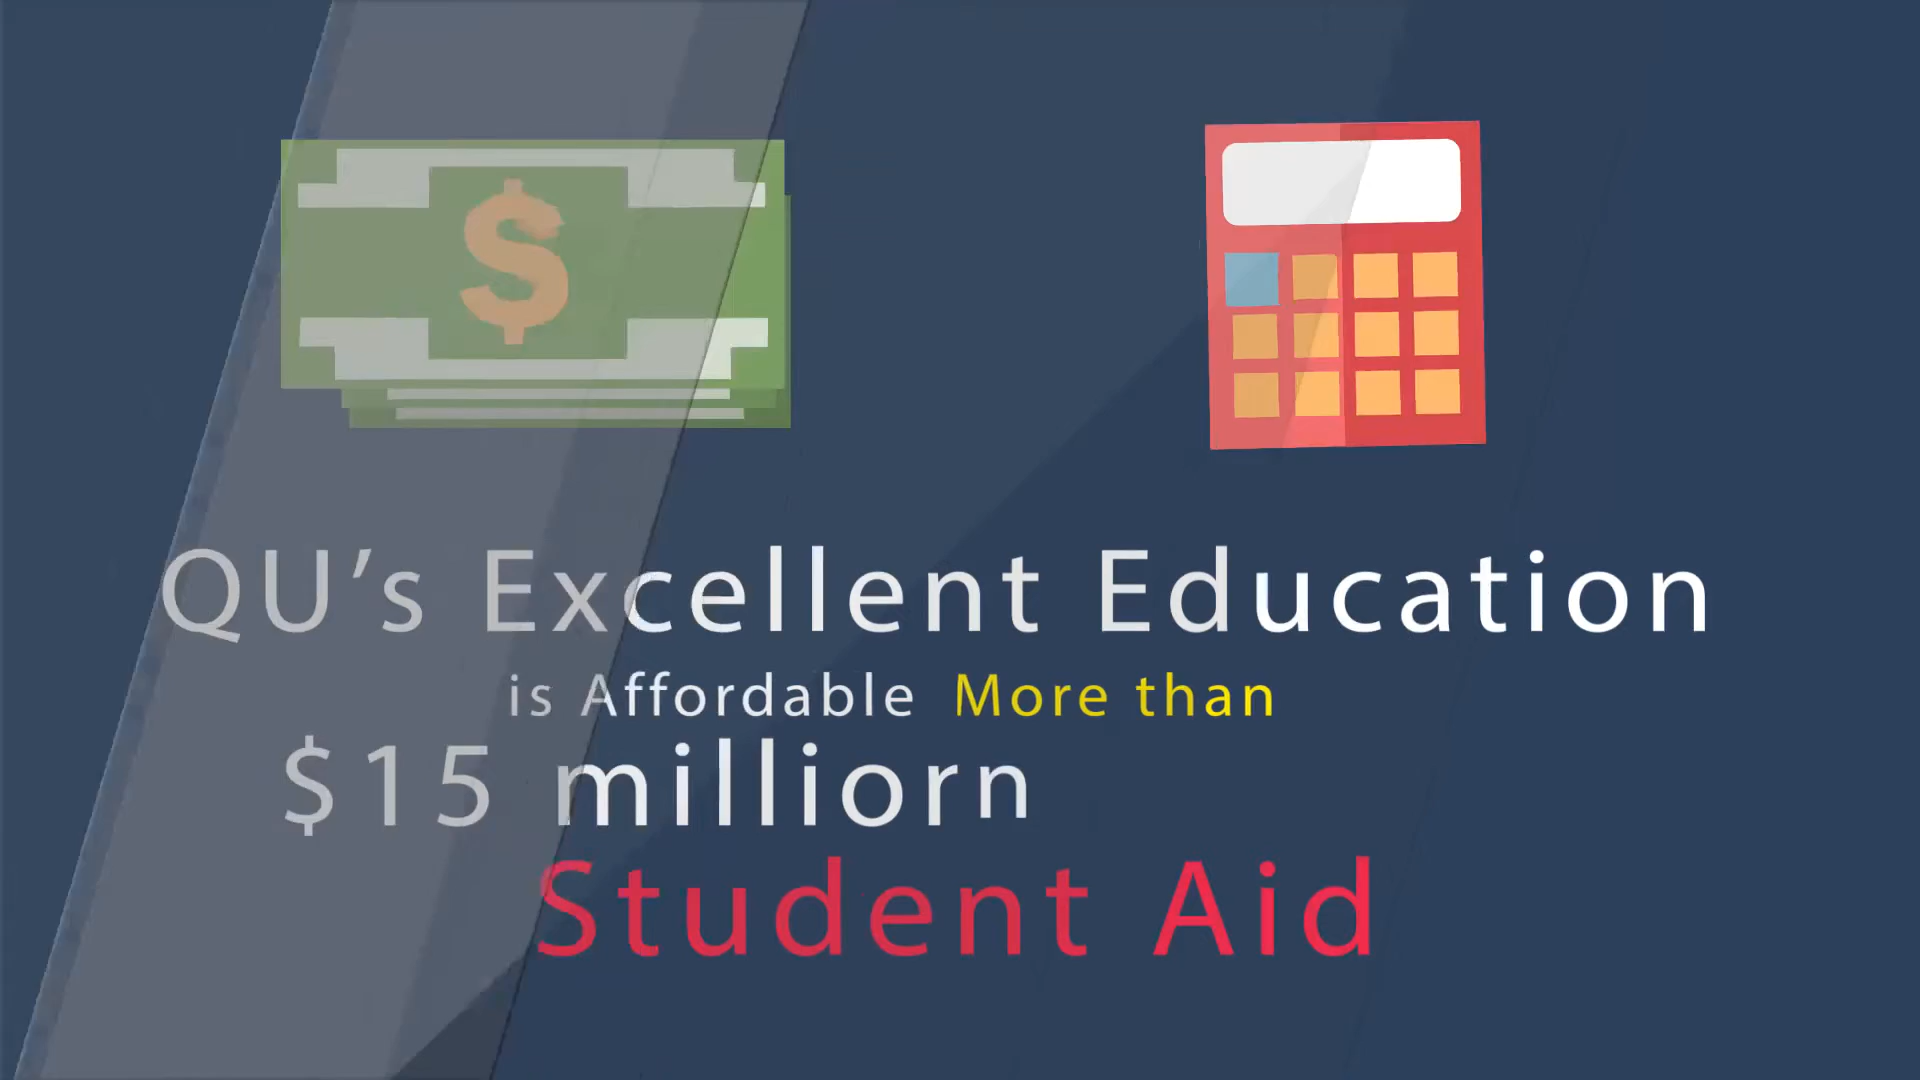 $
QU's Excellent Education
is Affordable More than
$15 milliorn
Student Aid